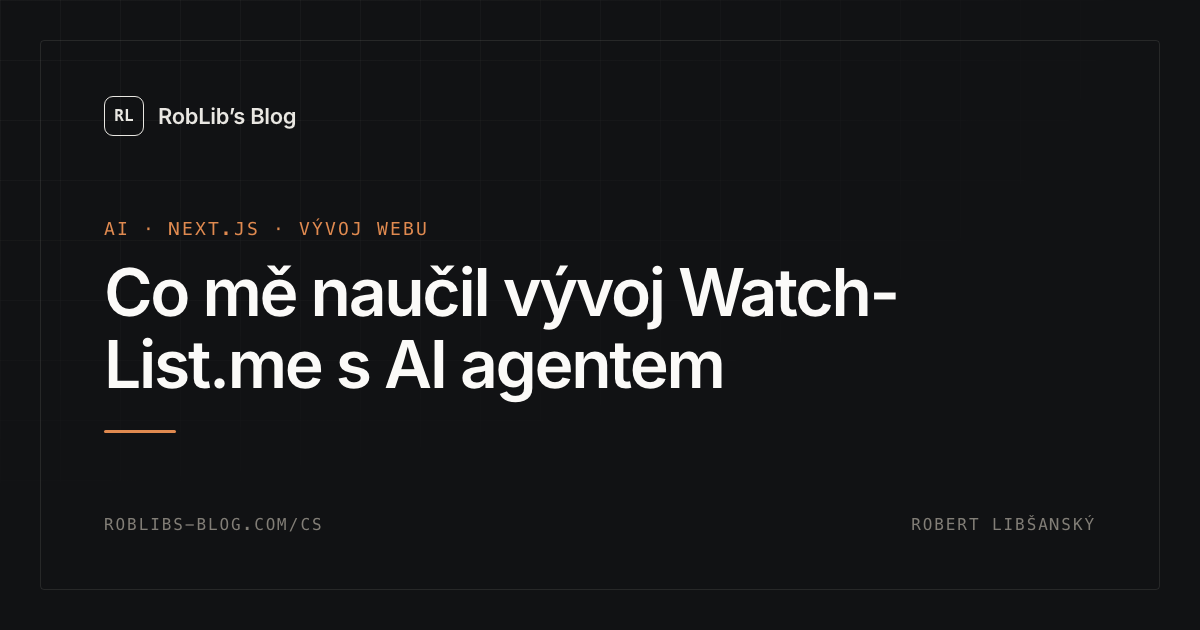 RL
RobLib’s Blog
AI · NEXT.JS · VÝVOJ WEBU
Co mě naučil vývoj Watch-
List.me s AI agentem
ROBLIBS-BLOG.COM/CS
ROBERT LIBŠANSKÝ